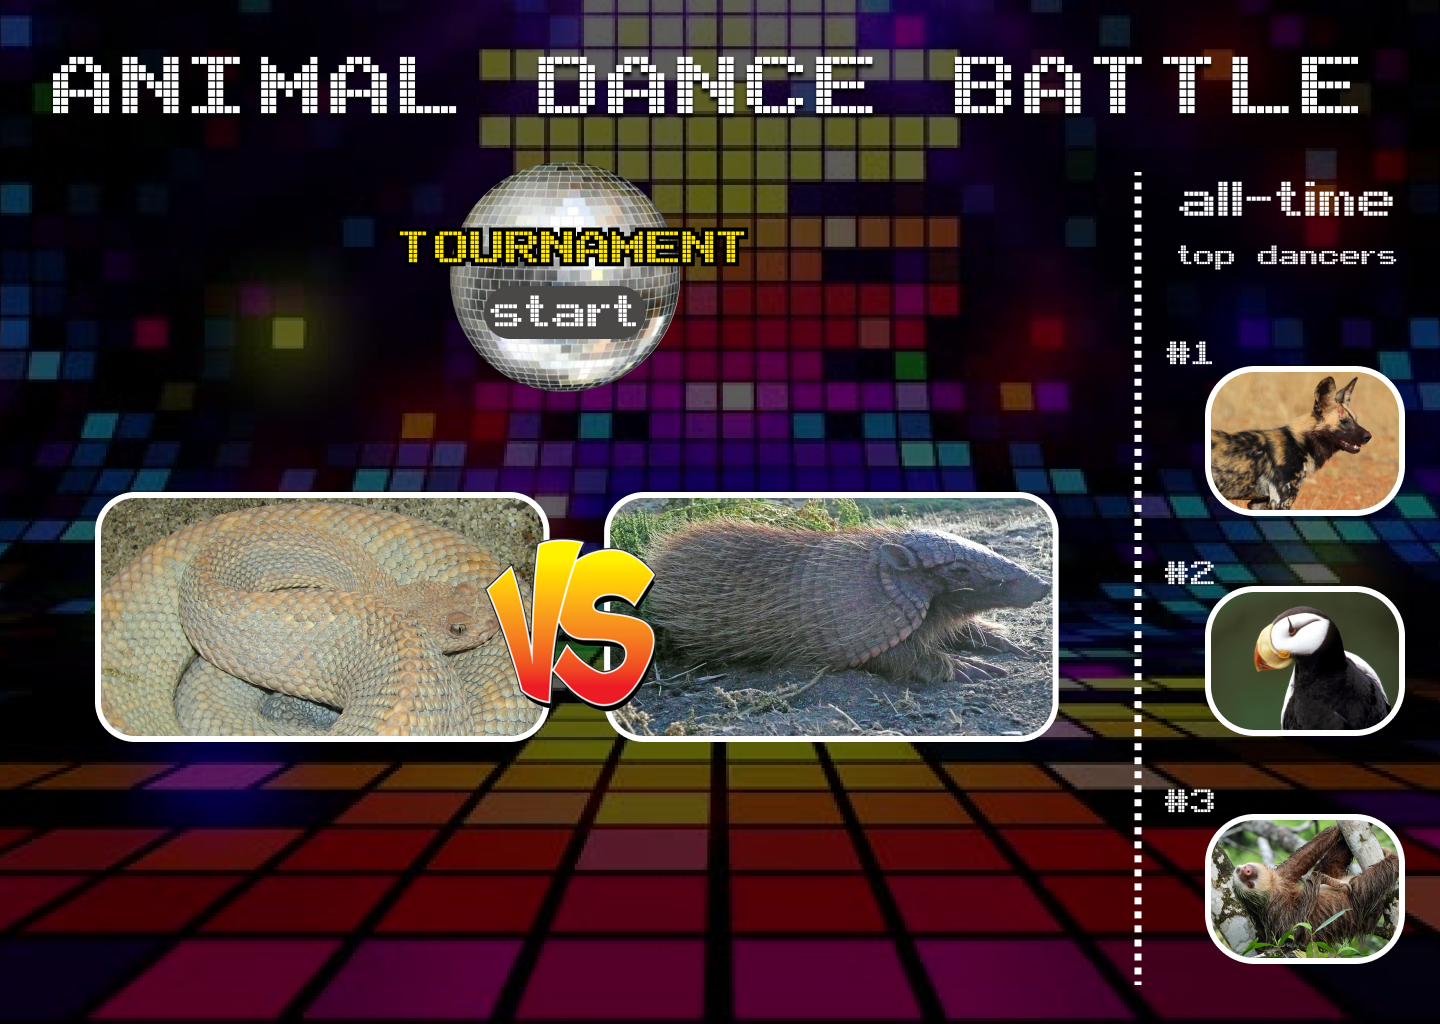 ANIMAL DANCE BATTLE
TOURNAMENT
start
VS
all-time
top dancers
#1
#2
#3